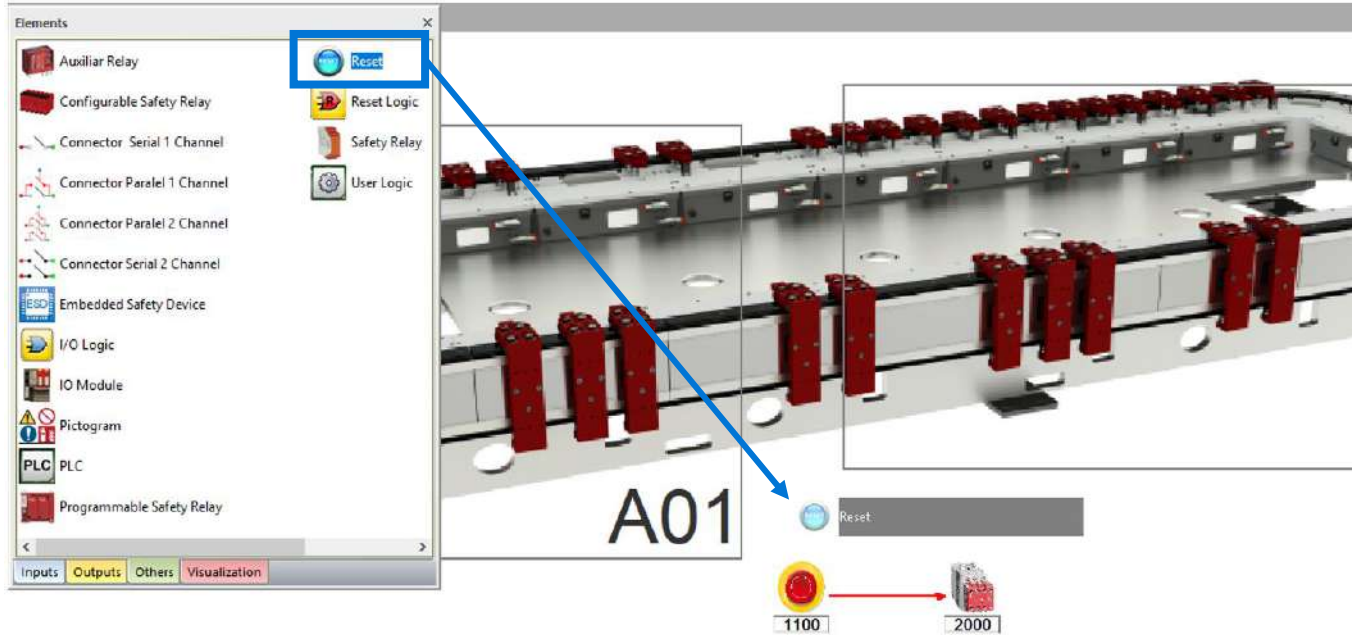 Elements
Auxiliar Relay
Configurable Safety Relay
Connector Serial 1 Channel
Connector Paralel 1 Channel
Connector Paralel 2 Channel
Connector Serial 2 Channel
ESD Embedded Safety Device
I/O Logic
IO Module
Pictogram
PLC PLC
Programmable Safety Relay
Reset
R Reset Logic
Safety Relay
User Logic
Inputs Outputs Others Visualization
A01
Reset
1100 2000